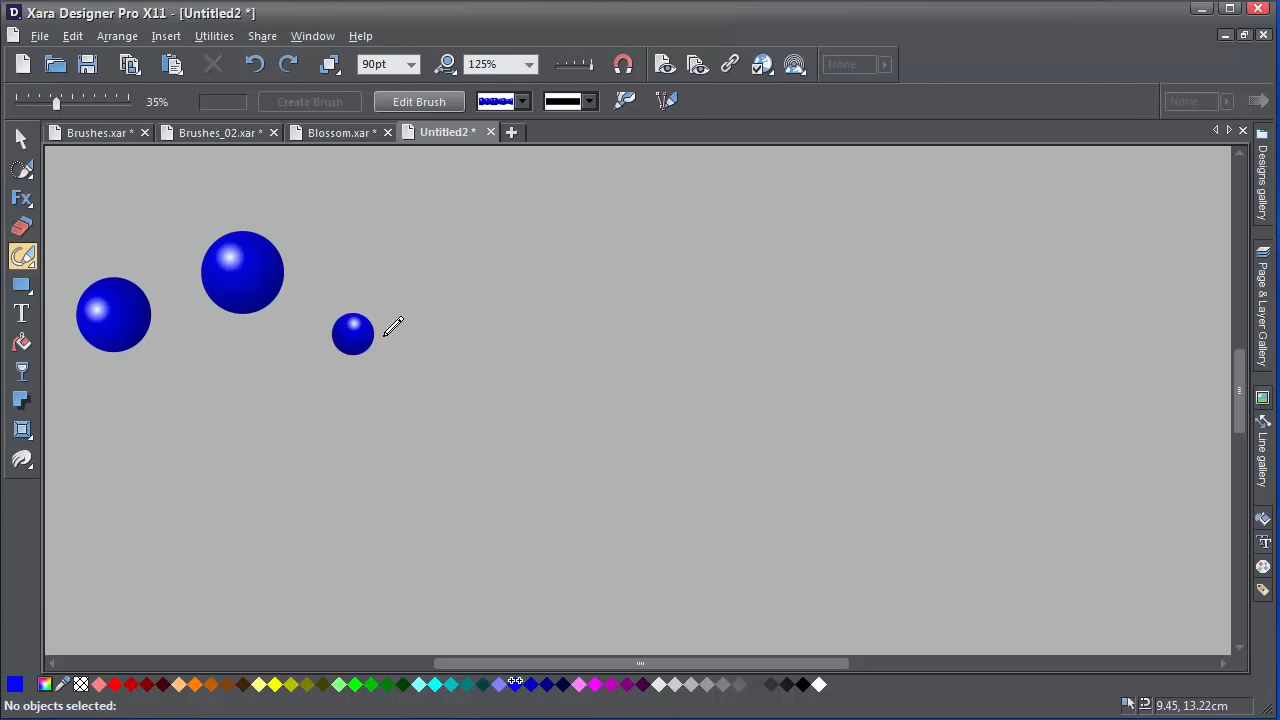 Xara Designer Pro X11 - [Untitled2 *]
File Edit Arrange Insert Utilities Share Window Help
90pt 125% None
35% Create Brush Edit Brush None
Brushes.xar * Brushes_02.xar * Blossom.xar * Untitled2 *
Designs gallery
Page & Layer Gallery
Line gallery
No objects selected: 9.45, 13.22cm